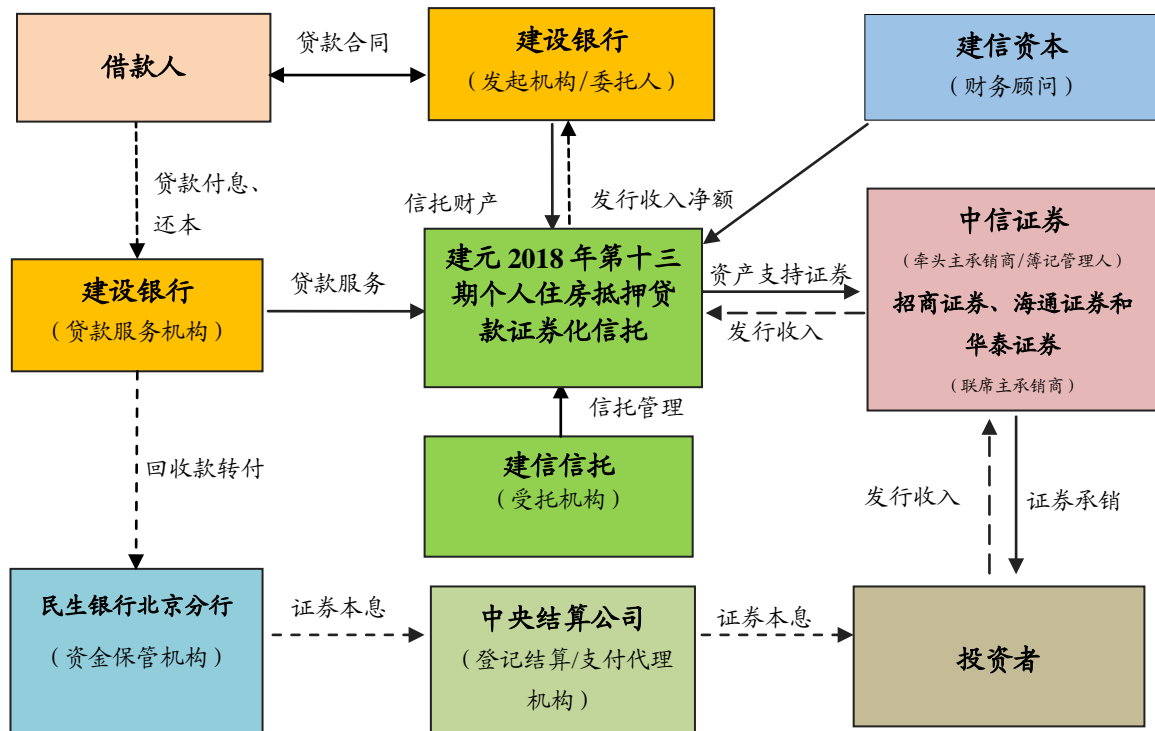 借款人
贷款合同
建设银行
（发起机构/委托人）
建信资本
（财务顾问）
贷款付息、
还本
信托财产
发行收入净额
建设银行
（贷款服务机构）
贷款服务
建元 2018 年第十三
期个人住房抵押贷
款证券化信托
资产支持证券
发行收入
中信证券
（牵头主承销商/簿记管理人）
招商证券、海通证券和
华泰证券
（联席主承销商）
信托管理
建信信托
（受托机构）
回收款转付
发行收入
证券承销
民生银行北京分行
（资金保管机构）
证券本息
中央结算公司
（登记结算/支付代理
机构）
证券本息
投资者